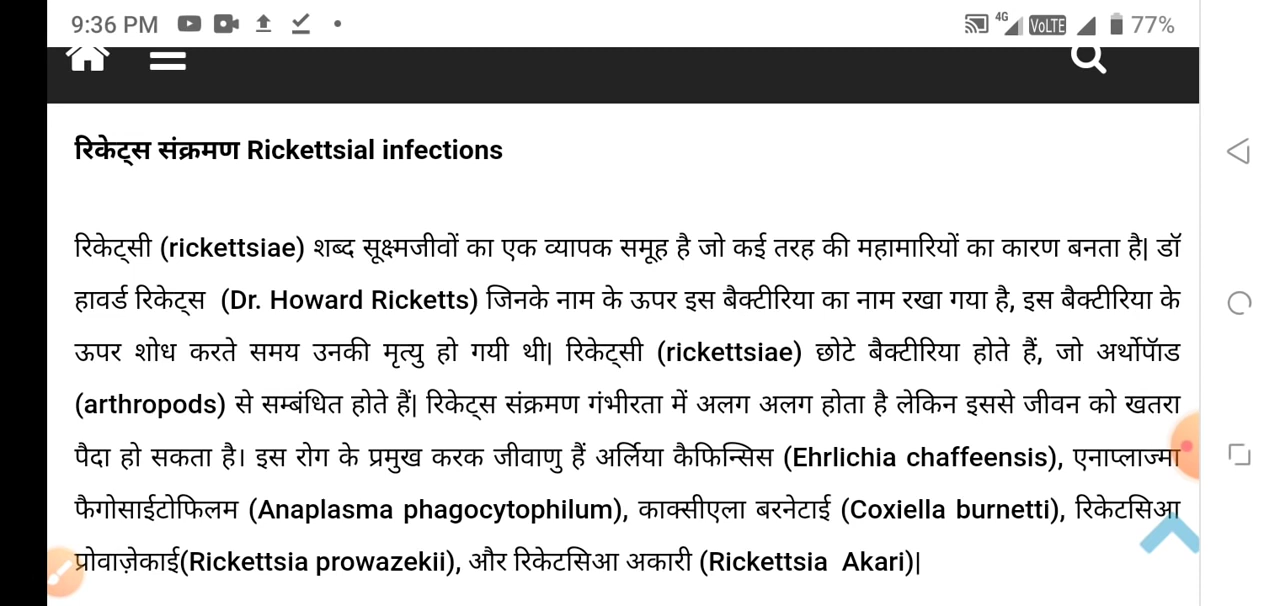 9:36 PM 4G VoLTE 77%
रिकेट्स संक्रमण Rickettsial infections
रिकेट्सी (rickettsiae) शब्द सूक्ष्मजीवों का एक व्यापक समूह है जो कई तरह की महामारियों का कारण बनता है| डॉ
हावर्ड रिकेट्स (Dr. Howard Ricketts) जिनके नाम के ऊपर इस बैक्टीरिया का नाम रखा गया है, इस बैक्टीरिया के
ऊपर शोध करते समय उनकी मृत्यु हो गयी थी| रिकेट्सी (rickettsiae) छोटे बैक्टीरिया होते हैं, जो अर्थोपॅाड
(arthropods) से सम्बंधित होते हैं| रिकेट्स संक्रमण गंभीरता में अलग अलग होता है लेकिन इससे जीवन को खतरा
पैदा हो सकता है। इस रोग के प्रमुख करक जीवाणु हैं अर्लिया कैफिन्सिस (Ehrlichia chaffeensis), एनाप्लाज्मा
फैगोसाईटोफिलम (Anaplasma phagocytophilum), काक्सीएला बरनेटाई (Coxiella burnetti), रिकेटसिआ
प्रोवाज़ेकाई(Rickettsia prowazekii), और रिकेटसिआ अकारी (Rickettsia Akari)|